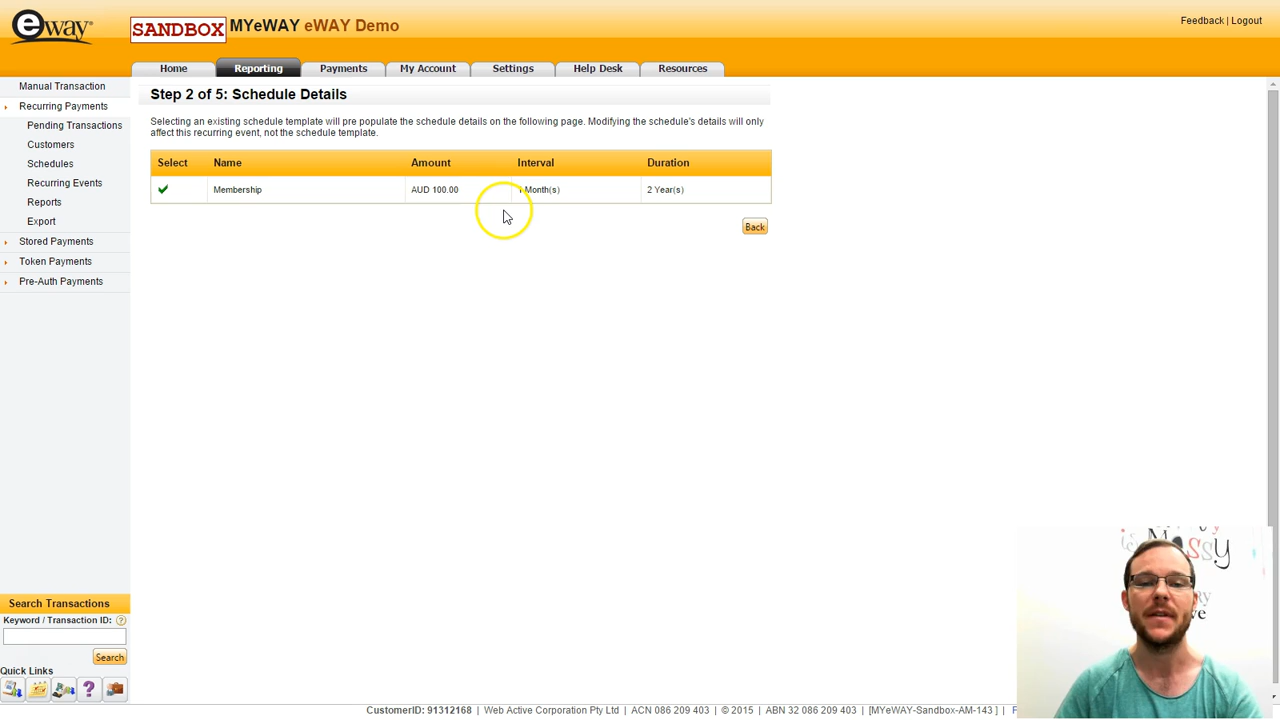 eway
SANDBOX MYeWAY eWAY Demo
Feedback | Logout
Home Reporting Payments My Account Settings Help Desk Resources
Manual Transaction
Recurring Payments
Pending Transactions
Customers
Schedules
Recurring Events
Reports
Export
Stored Payments
Token Payments
Pre-Auth Payments
Step 2 of 5: Schedule Details
Selecting an existing schedule template will pre populate the schedule details on the following page. Modifying the schedule's details will only
affect this recurring event, not the schedule template.
Select Name Amount Interval Duration
Membership AUD 100.00 1 Month(s) 2 Year(s)
Back
Search Transactions
Keyword / Transaction ID: ?
Search
Quick Links
?
is Messy
CustomerID: 91312168 | Web Active Corporation Pty Ltd | ACN 086 209 403 | © 2015 | ABN 32 086 209 403 | [MYeWAY-Sandbox-AM-143 ] | F